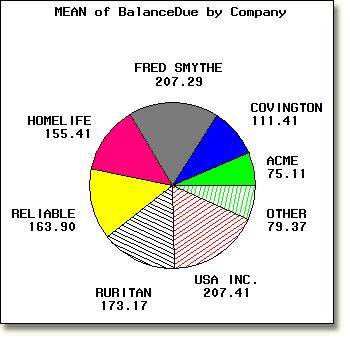 MEAN of BalanceDue by Company
FRED SMYTHE
207.29
COVINGTON
111.41
HOMELIFE
155.41
ACME
75.11
RELIABLE
163.90
OTHER
79.37
USA INC.
207.41
RURITAN
173.17